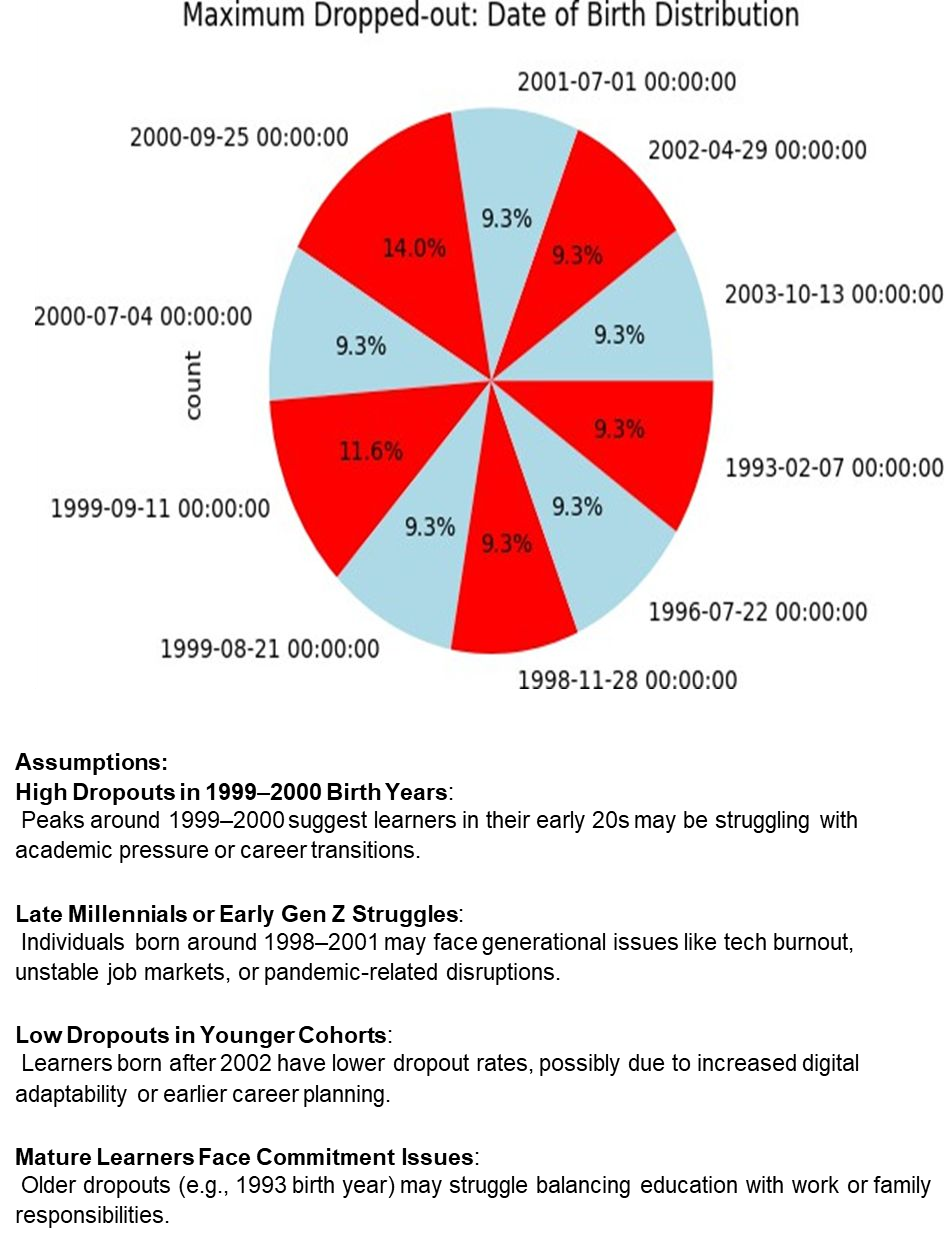 Maximum Dropped-out: Date of Birth Distribution
2001-07-01 00:00:00
2000-09-25 00:00:00
2002-04-29 00:00:00
9.3%
14.0%
9.3%
2003-10-13 00:00:00
2000-07-04 00:00:00
9.3%
9.3%
count
9.3%
11.6%
1993-02-07 00:00:00
1999-09-11 00:00:00
9.3%
9.3%
9.3%
1996-07-22 00:00:00
1999-08-21 00:00:00
1998-11-28 00:00:00
Assumptions:
High Dropouts in 1999–2000 Birth Years:
Peaks around 1999–2000 suggest learners in their early 20s may be struggling with
academic pressure or career transitions.
Late Millennials or Early Gen Z Struggles:
Individuals born around 1998–2001 may face generational issues like tech burnout,
unstable job markets, or pandemic-related disruptions.
Low Dropouts in Younger Cohorts:
Learners born after 2002 have lower dropout rates, possibly due to increased digital
adaptability or earlier career planning.
Mature Learners Face Commitment Issues:
Older dropouts (e.g., 1993 birth year) may struggle balancing education with work or family
responsibilities.